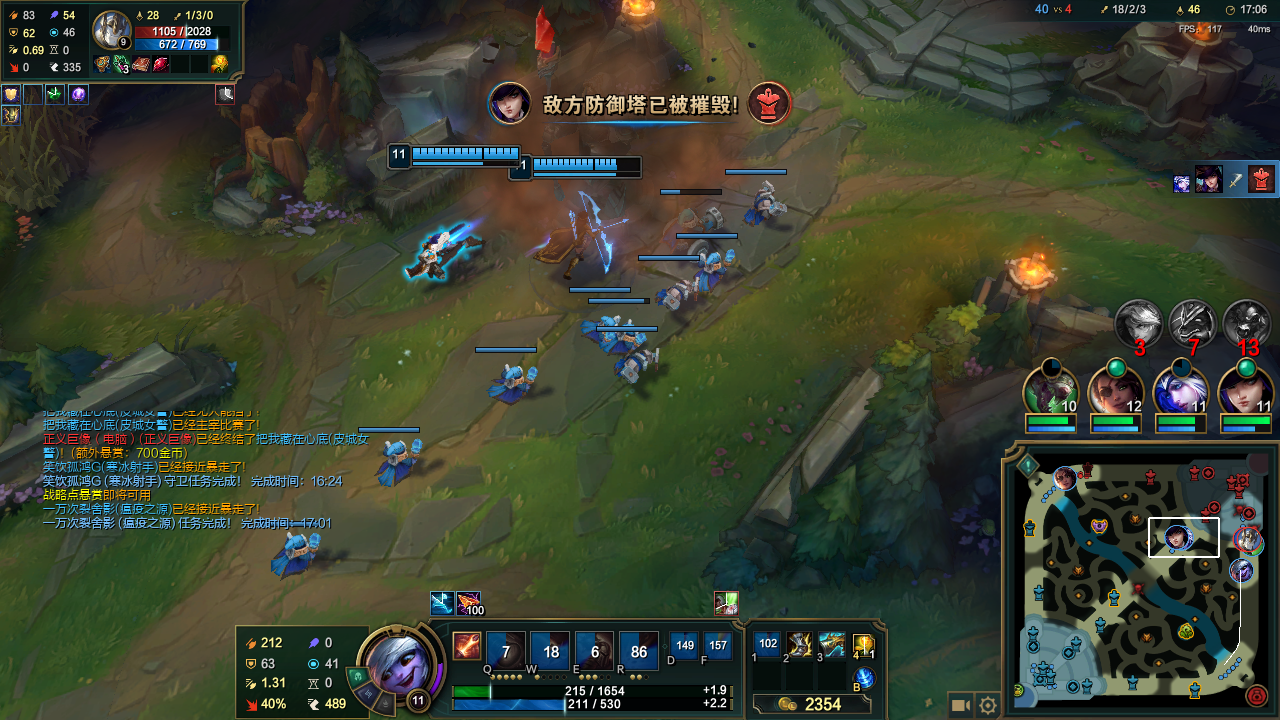 83 54
62 46
0.69 0
0 335
28 1/3/0
1105 / 2028
672 / 769
9
3
40 vs 4 18/2/3 46 17:06
FPS: 117 40ms
敌方防御塔已被摧毁!
11
1
3 7 13
10 12 11 11
把我藏在心底(皮城女警)已经主宰比赛了!
正义巨像(电脑)(正义巨像)已经终结了把我藏在心底(皮城女
警)!(额外悬赏:700金币)
笑饮孤鸿G(寒冰射手)已经接近暴走了!
笑饮孤鸿G (寒冰射手) 守卫任务完成! 完成时间:16:24
战略点悬赏即将可用
一万次裂舍影(瘟疫之源)已经接近暴走了!
一万次裂舍影 (瘟疫之源) 任务完成! 完成时间:17:01
100
212 0
63 41
1.31 0
40% 489
11
7 18 6 86 149 157
Q W E R D F
215 / 1654 +1.9
211 / 530 +2.2
102
1 2 3 4 1
B
2354